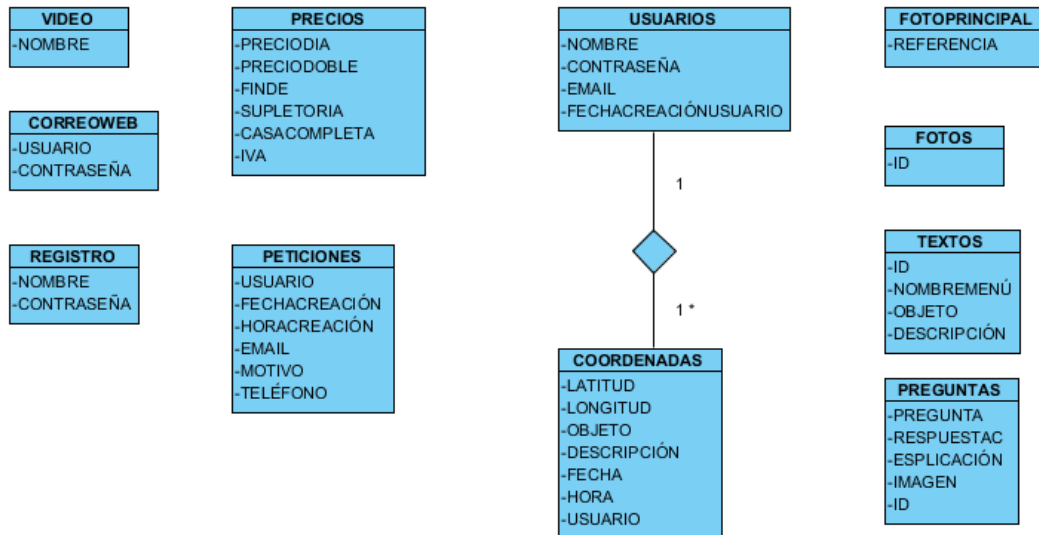 VIDEO
-NOMBRE
CORREOWEB
-USUARIO
-CONTRASEÑA
REGISTRO
-NOMBRE
-CONTRASEÑA
PRECIOS
-PRECIODIA
-PRECIODOBLE
-FINDE
-SUPLETORIA
-CASACOMPLETA
-IVA
PETICIONES
-USUARIO
-FECHACREACIÓN
-HORACREACIÓN
-EMAIL
-MOTIVO
-TELÉFONO
USUARIOS
-NOMBRE
-CONTRASEÑA
-EMAIL
-FECHACREACIÓNUSUARIO
1
1 *
COORDENADAS
-LATITUD
-LONGITUD
-OBJETO
-DESCRIPCIÓN
-FECHA
-HORA
-USUARIO
FOTOPRINCIPAL
-REFERENCIA
FOTOS
-ID
TEXTOS
-ID
-NOMBREMENÚ
-OBJETO
-DESCRIPCIÓN
PREGUNTAS
-PREGUNTA
-RESPUESTAC
-ESPLICACIÓN
-IMAGEN
-ID